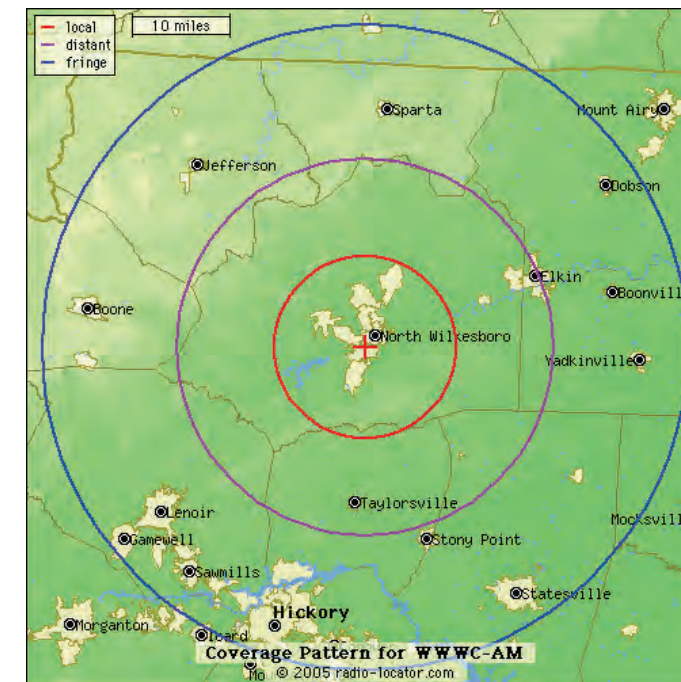 local
distant
fringe
10 miles
Sparta
Mount Airy
Jefferson
Dobson
Elkin
Boone
Boonvill
North Wilkesboro
Yadkinville
Taylorsville
Lenoir
Mocksvill
Gamewell
Stony Point
Sawmills
Statesville
Hickory
Morganton
Icard
Coverage Pattern for WWWC-AM
Mo
© 2005 radio-locator.com